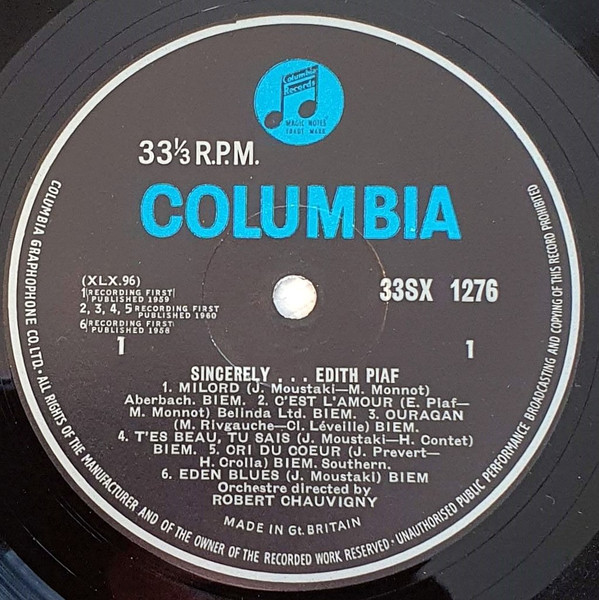 Columbia
Records
MAGIC NOTES
TRADE MARK
33⅓ R.P.M.
COLUMBIA
(XLX.96)
33SX 1276
1 RECORDING FIRST
PUBLISHED 1959
2, 3, 4, 5 RECORDING FIRST
PUBLISHED 1960
6 RECORDING FIRST
PUBLISHED 1958
1
1
SINCERELY . . . EDITH PIAF
1. MILORD (J. Moustaki—M. Monnot)
Aberbach. BIEM. 2. C'EST L'AMOUR (E. Piaf—
M. Monnot) Belinda Ltd. BIEM. 3. OURAGAN
(M. Rivgauche—Cl. Léveille) BIEM.
4. T'ES BEAU, TU SAIS (J. Moustaki—H. Contet)
BIEM. 5. CRI DU COEUR (J. Prevert—
H. Crolla) BIEM. Southern.
6. EDEN BLUES (J. Moustaki) BIEM
Orchestre directed by
ROBERT CHAUVIGNY
MADE IN Gt. BRITAIN
COLUMBIA GRAPHOPHONE CO. LTD. · ALL RIGHTS OF THE MANUFACTURER AND OF THE OWNER OF THE RECORDED WORK RESERVED · UNAUTHORISED PUBLIC PERFORMANCE BROADCASTING AND COPYING OF THIS RECORD PROHIBITED